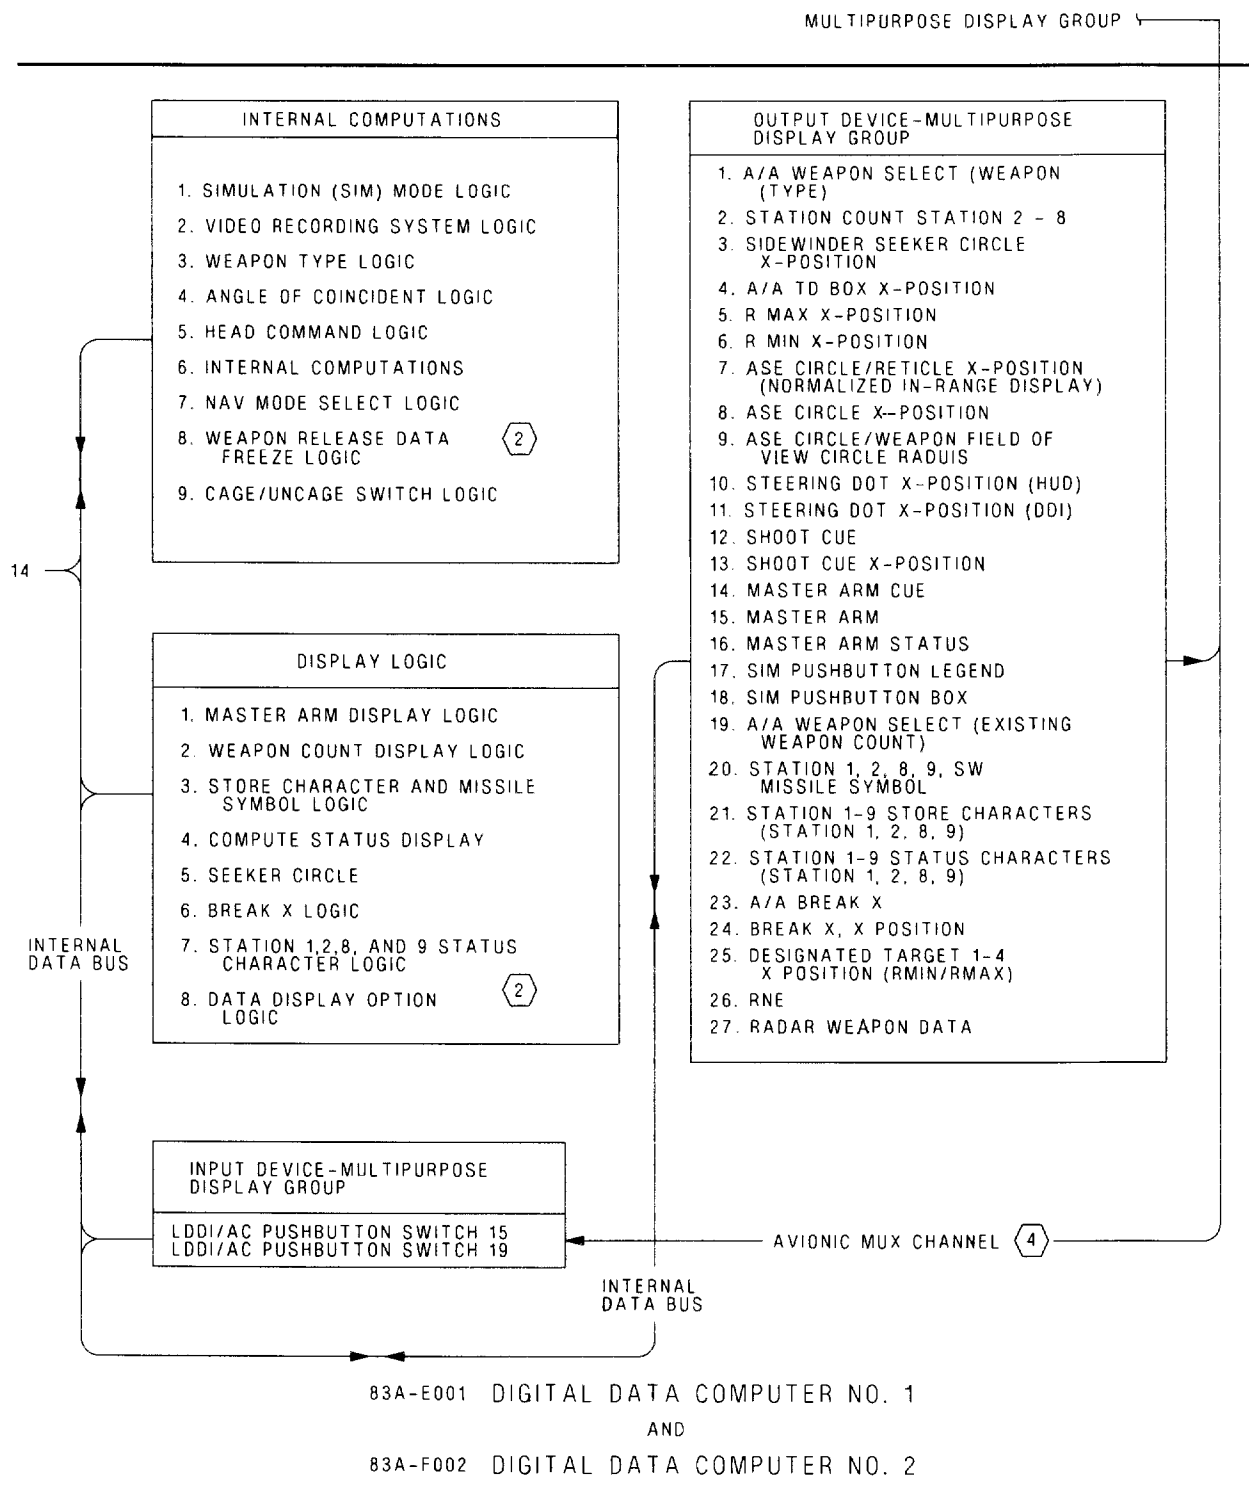 MULTIPURPOSE DISPLAY GROUP
INTERNAL COMPUTATIONS
1. SIMULATION (SIM) MODE LOGIC
2. VIDEO RECORDING SYSTEM LOGIC
3. WEAPON TYPE LOGIC
4. ANGLE OF COINCIDENT LOGIC
5. HEAD COMMAND LOGIC
6. INTERNAL COMPUTATIONS
7. NAV MODE SELECT LOGIC
8. WEAPON RELEASE DATA
FREEZE LOGIC
2
9. CAGE/UNCAGE SWITCH LOGIC
14
DISPLAY LOGIC
1. MASTER ARM DISPLAY LOGIC
2. WEAPON COUNT DISPLAY LOGIC
3. STORE CHARACTER AND MISSILE
SYMBOL LOGIC
4. COMPUTE STATUS DISPLAY
5. SEEKER CIRCLE
6. BREAK X LOGIC
7. STATION 1,2,8, AND 9 STATUS
CHARACTER LOGIC
8. DATA DISPLAY OPTION
LOGIC
2
INTERNAL
DATA BUS
INPUT DEVICE-MULTIPURPOSE
DISPLAY GROUP
LDDI/AC PUSHBUTTON SWITCH 15
LDDI/AC PUSHBUTTON SWITCH 19
OUTPUT DEVICE-MULTIPURPOSE
DISPLAY GROUP
1. A/A WEAPON SELECT (WEAPON
(TYPE)
2. STATION COUNT STATION 2 - 8
3. SIDEWINDER SEEKER CIRCLE
X-POSITION
4. A/A TD BOX X-POSITION
5. R MAX X-POSITION
6. R MIN X-POSITION
7. ASE CIRCLE/RETICLE X-POSITION
(NORMALIZED IN-RANGE DISPLAY)
8. ASE CIRCLE X-POSITION
9. ASE CIRCLE/WEAPON FIELD OF
VIEW CIRCLE RADUIS
10. STEERING DOT X-POSITION (HUD)
11. STEERING DOT X-POSITION (DDI)
12. SHOOT CUE
13. SHOOT CUE X-POSITION
14. MASTER ARM CUE
15. MASTER ARM
16. MASTER ARM STATUS
17. SIM PUSHBUTTON LEGEND
18. SIM PUSHBUTTON BOX
19. A/A WEAPON SELECT (EXISTING
WEAPON COUNT)
20. STATION 1, 2, 8, 9, SW
MISSILE SYMBOL
21. STATION 1-9 STORE CHARACTERS
(STATION 1, 2, 8, 9)
22. STATION 1-9 STATUS CHARACTERS
(STATION 1, 2, 8, 9)
23. A/A BREAK X
24. BREAK X, X POSITION
25. DESIGNATED TARGET 1-4
X POSITION (RMIN/RMAX)
26. RNE
27. RADAR WEAPON DATA
AVIONIC MUX CHANNEL 4
INTERNAL
DATA BUS
83A-E001 DIGITAL DATA COMPUTER NO. 1
AND
83A-F002 DIGITAL DATA COMPUTER NO. 2